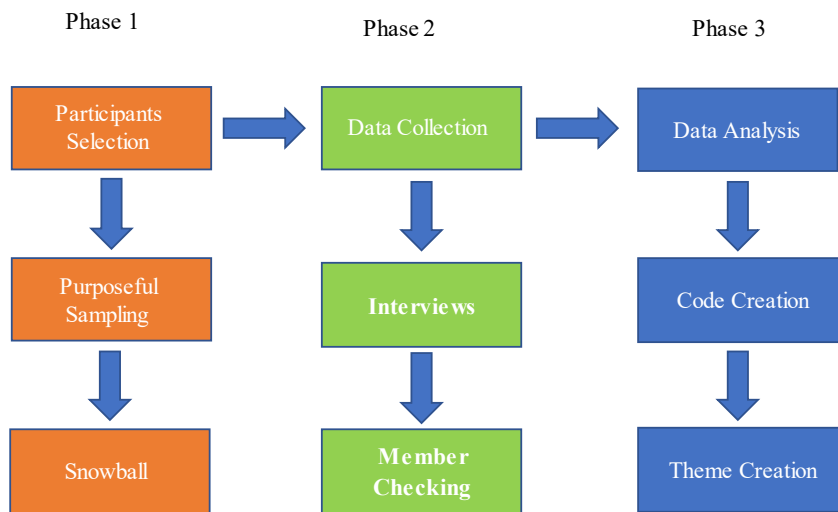 Phase 1
Phase 2
Phase 3
Participants
Selection
Data Collection
Data Analysis
Purposeful
Sampling
Interviews
Code Creation
Snowball
Member
Checking
Theme Creation